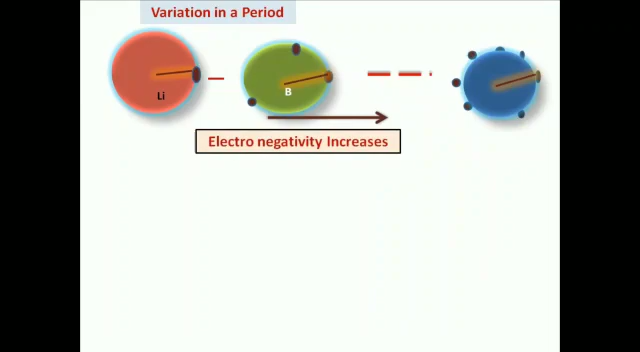 Variation in a Period
Li
B
Electro negativity Increases